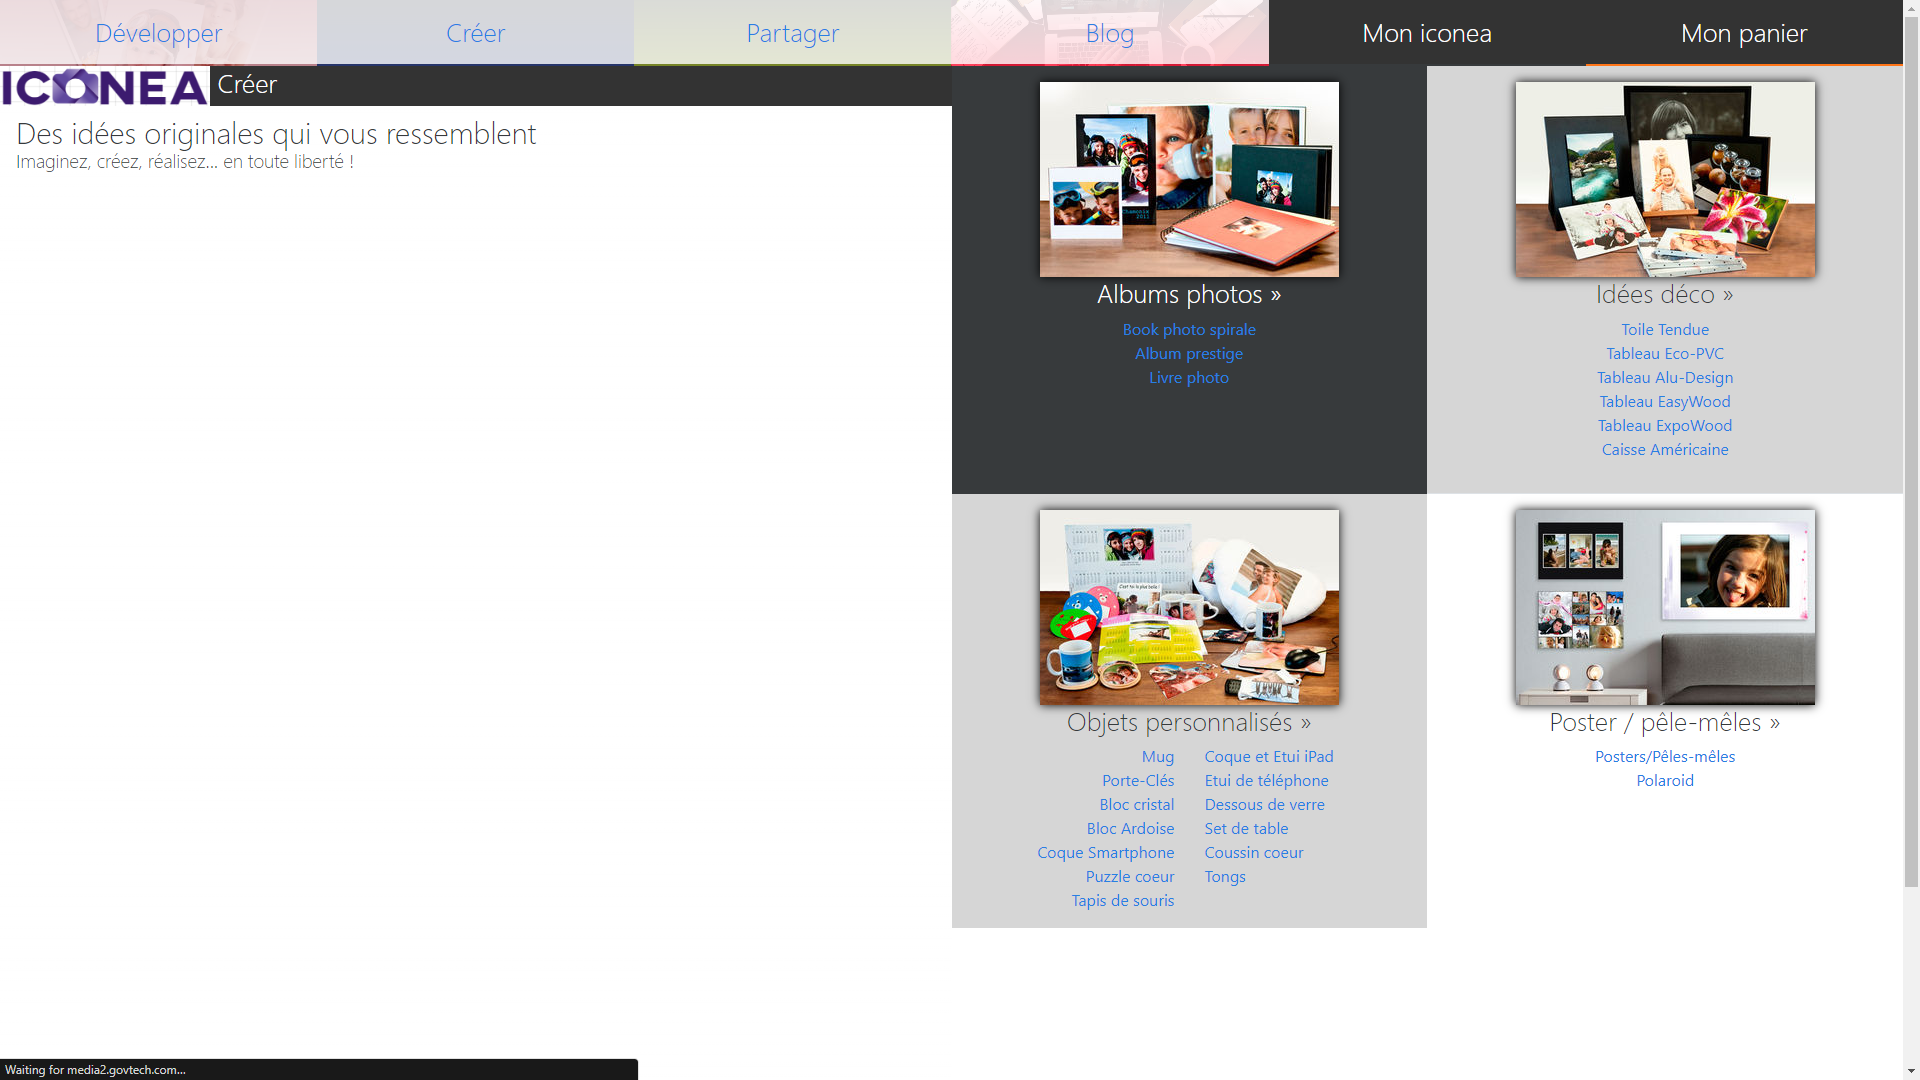 Développer
Créer
Partager
Blog
Mon iconea
Mon panier
ICONEA
Créer
Des idées originales qui vous ressemblent
Imaginez, créez, réalisez... en toute liberté !
Albums photos »
Book photo spirale
Album prestige
Livre photo
Idées déco »
Toile Tendue
Tableau Eco-PVC
Tableau Alu-Design
Tableau EasyWood
Tableau ExpoWood
Caisse Américaine
Objets personnalisés »
Mug
Porte-Clés
Bloc cristal
Bloc Ardoise
Coque Smartphone
Puzzle coeur
Tapis de souris
Coque et Etui iPad
Etui de téléphone
Dessous de verre
Set de table
Coussin coeur
Tongs
Poster / pêle-mêles »
Posters/Pêles-mêles
Polaroid
Waiting for media2.govtech.com...